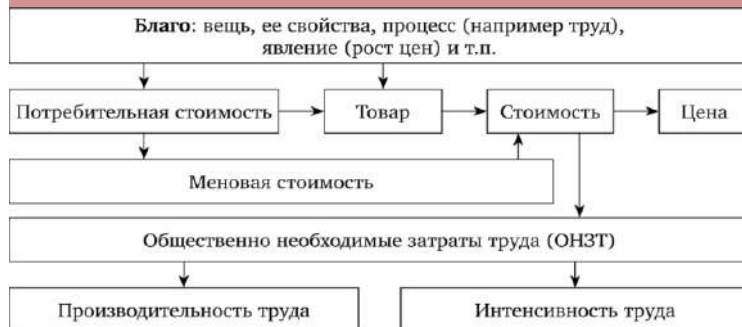 Благо: вещь, ее свойства, процесс (например труд),
явление (рост цен) и т.п.
Потребительная стоимость
Товар
Стоимость
Цена
Меновая стоимость
Общественно необходимые затраты труда (ОНЗТ)
Производительность труда
Интенсивность труда